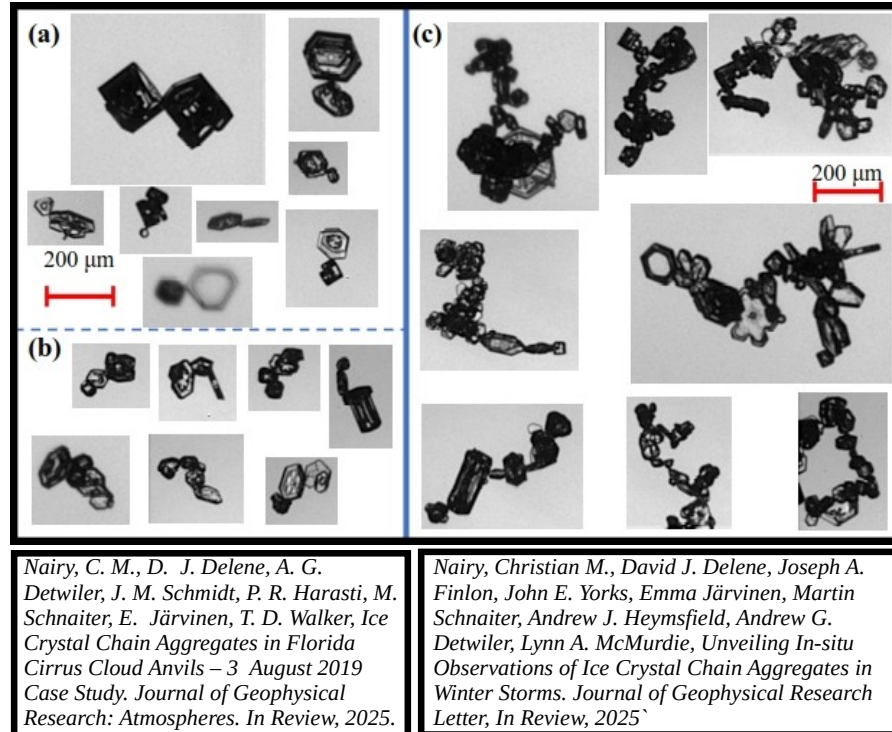 (a)
200 μm
(b)
(c)
200 μm
Nairy, C. M., D. J. Delene, A. G.
Detwiler, J. M. Schmidt, P. R. Harasti, M.
Schnaiter, E. Järvinen, T. D. Walker, Ice
Crystal Chain Aggregates in Florida
Cirrus Cloud Anvils – 3 August 2019
Case Study. Journal of Geophysical
Research: Atmospheres. In Review, 2025.
Nairy, Christian M., David J. Delene, Joseph A.
Finlon, John E. Yorks, Emma Järvinen, Martin
Schnaiter, Andrew J. Heymsfield, Andrew G.
Detwiler, Lynn A. McMurdie, Unveiling In-situ
Observations of Ice Crystal Chain Aggregates in
Winter Storms. Journal of Geophysical Research
Letter, In Review, 2025`